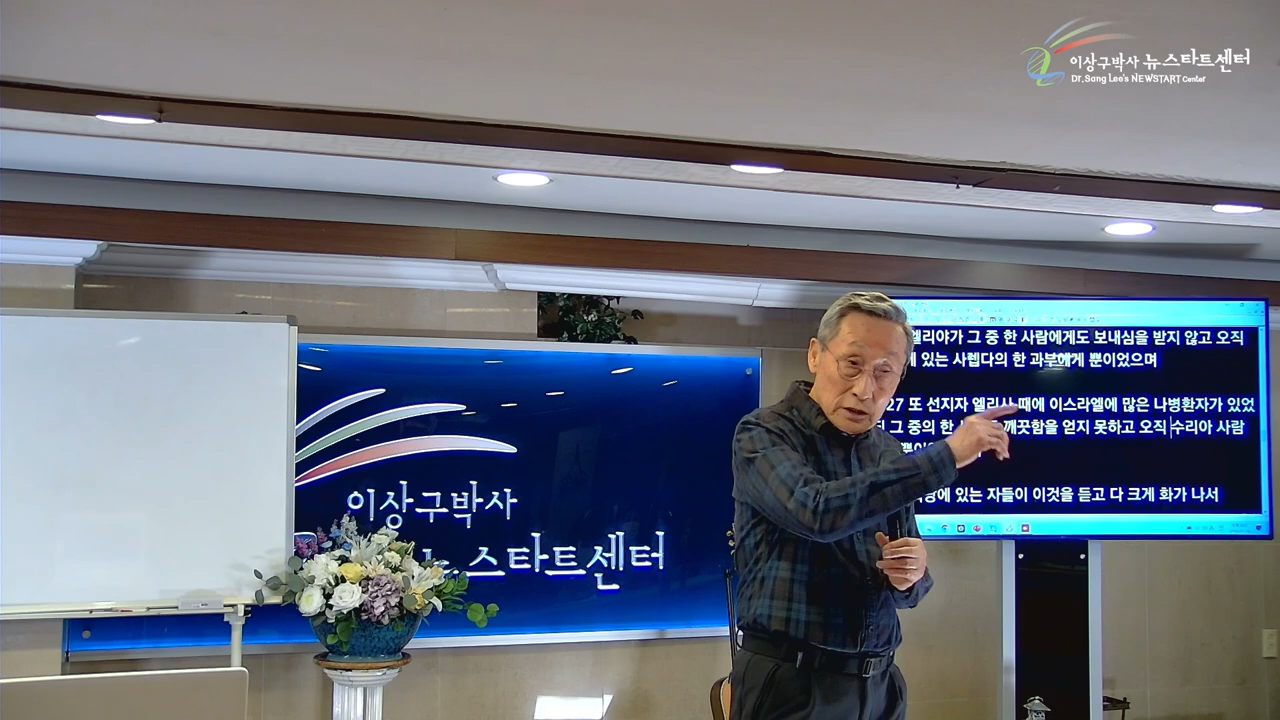 이상구박사 뉴스타트센터
Dr. Sang Lee's NEWSTART Center
엘리야가 그 중 한 사람에게도 보내심을 받지 않고 오직
에 있는 사렙다의 한 과부에게 뿐이었으며
27 또 선지자 엘리사 때에 이스라엘에 많은 나병환자가 있었
그 중의 한 깨끗함을 얻지 못하고 오직 수리아 사람
뿐이
에 있는 자들이 이것을 듣고 다 크게 화가 나서
이상구박사
스타트센터